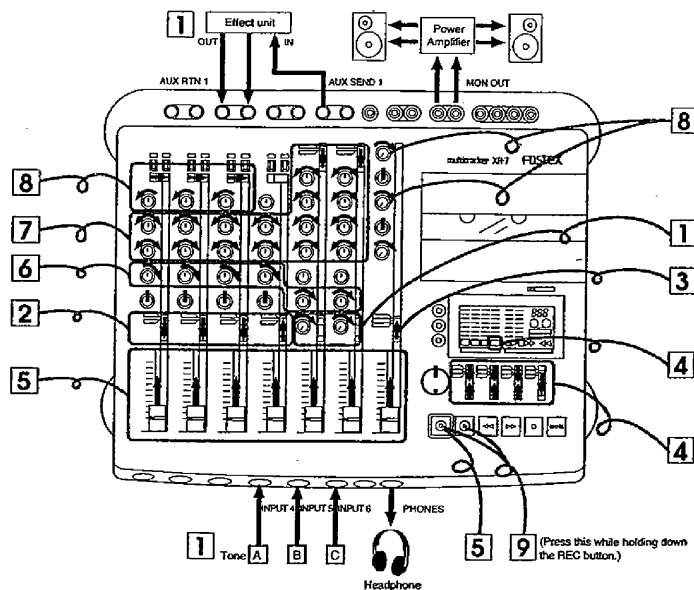 1
Effect unit
OUT
IN
Power
Amplifier
AUX RTN 1
AUX SEND 1
MON OUT
8
multitracker XR-7 FOSTEX
8
7
1
6
3
2
4
5
4
INPUT 4 INPUT 5 INPUT 6
PHONES
1
Tone A
B
C
5
9
(Press this while holding down
the REC button.)
Headphone